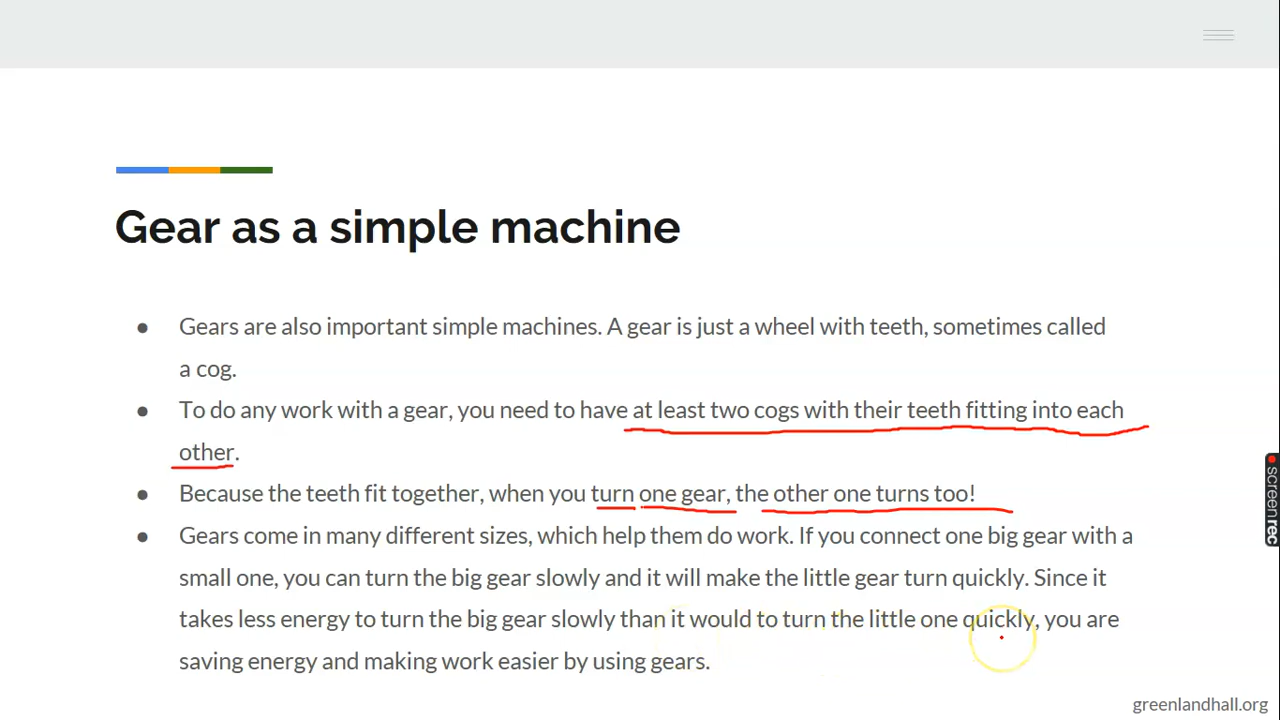 Gear as a simple machine
● Gears are also important simple machines. A gear is just a wheel with teeth, sometimes called
a cog.
● To do any work with a gear, you need to have at least two cogs with their teeth fitting into each
other.
● Because the teeth fit together, when you turn one gear, the other one turns too!
● Gears come in many different sizes, which help them do work. If you connect one big gear with a
small one, you can turn the big gear slowly and it will make the little gear turn quickly. Since it
takes less energy to turn the big gear slowly than it would to turn the little one quickly, you are
saving energy and making work easier by using gears.
screenrec
greenlandhall.org